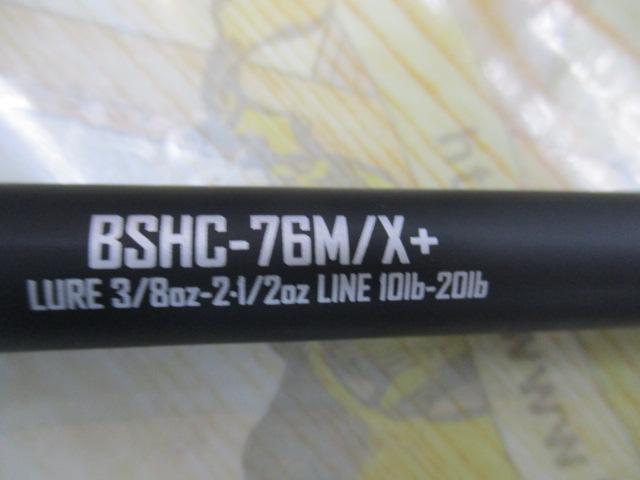 BSHC-76M/X+
LURE 3/8oz-2·1/2oz LINE 10lb-20lb